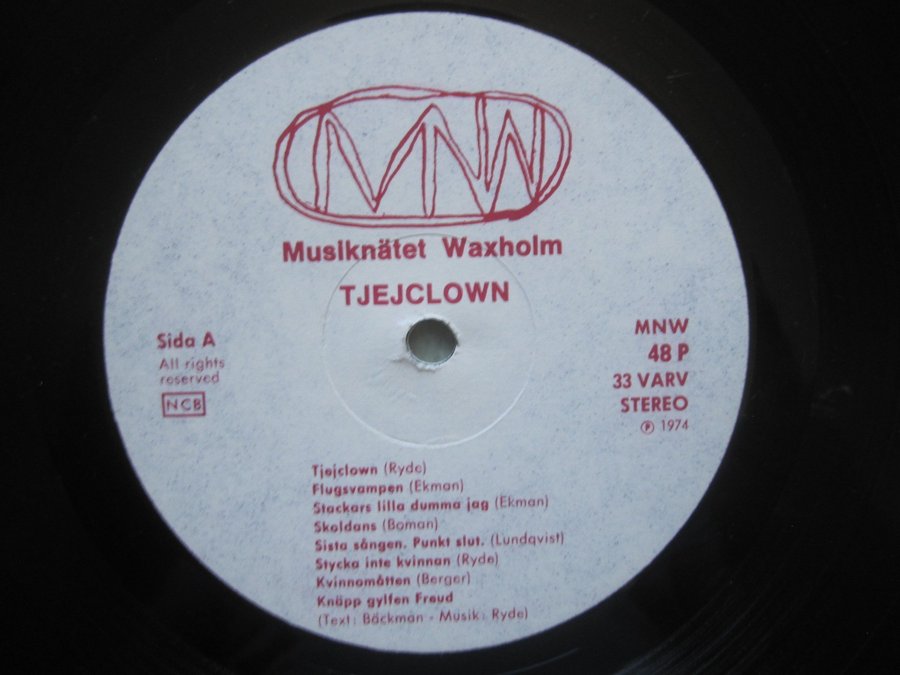 MNW
Musiknätet Waxholm
TJEJCLOWN
Sida A
All rights
reserved
NCB
MNW
48 P
33 VARV
STEREO
℗ 1974
Tjejclown (Ryde)
Flugsvampen (Ekman)
Stackars lilla dumma jag (Ekman)
Skoldans (Boman)
Sista sången. Punkt slut. (Lundqvist)
Stycka inte kvinnan (Ryde)
Kvinnomåtten (Berger)
Knäpp gylfen Freud
(Text: Bäckman - Musik: Ryde)